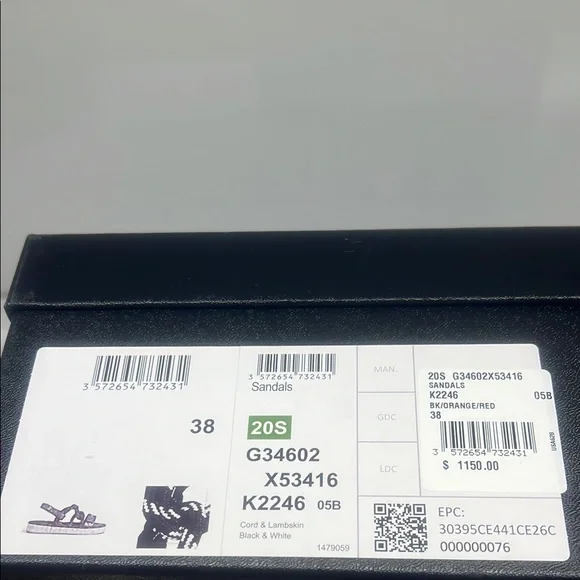 3 572654 732431
38
3 572654 732431
Sandals
20S
G34602
X53416
K2246 05B
Cord & Lambskin
Black & White
1479059
MAN.
GDC
LDC
EPC:
30395CE441CE26C
000000076
20S G34602X53416
SANDALS
K2246 05B
BK/ORANGE/RED
38
3 572654 732431
$ 1150.00
USA628